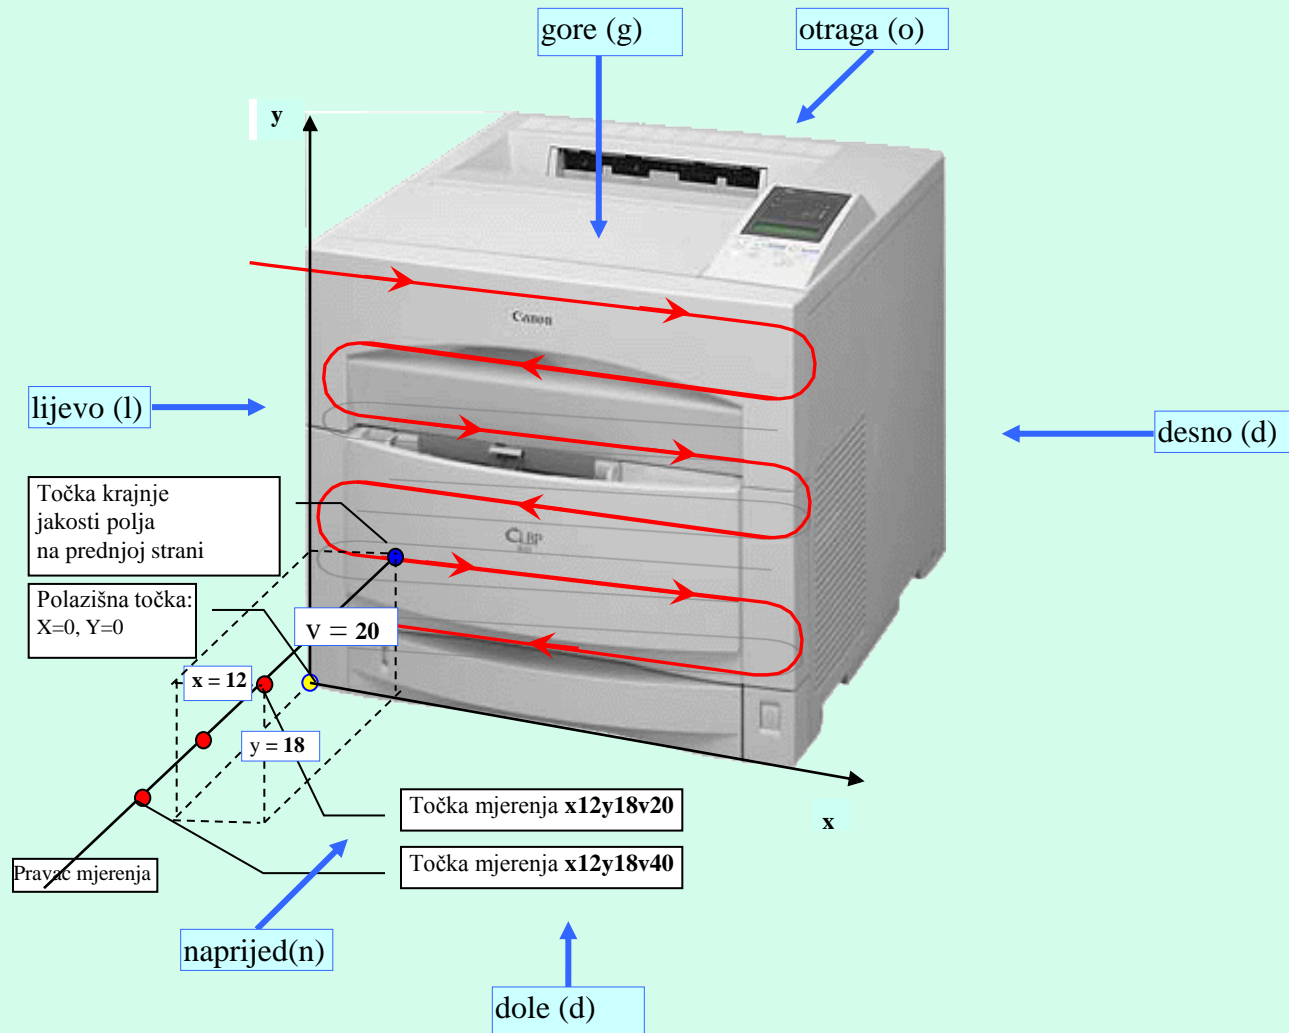 gore (g)
otraga (o)
y
Canon
lijevo (l)
desno (d)
Točka krajnje
jakosti polja
na prednjoj strani
Polazišna točka:
X=0, Y=0
v = 20
x = 12
y = 18
Točka mjerenja x12y18v20
x
Točka mjerenja x12y18v40
Pravac mjerenja
naprijed(n)
dole (d)